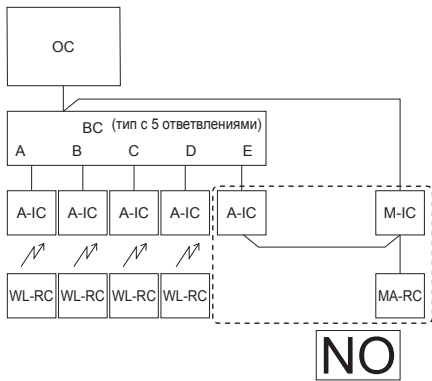 OC
BC (тип с 5 ответвлениями)
A B C D E
A-IC A-IC A-IC A-IC A-IC M-IC
WL-RC WL-RC WL-RC WL-RC MA-RC
NO